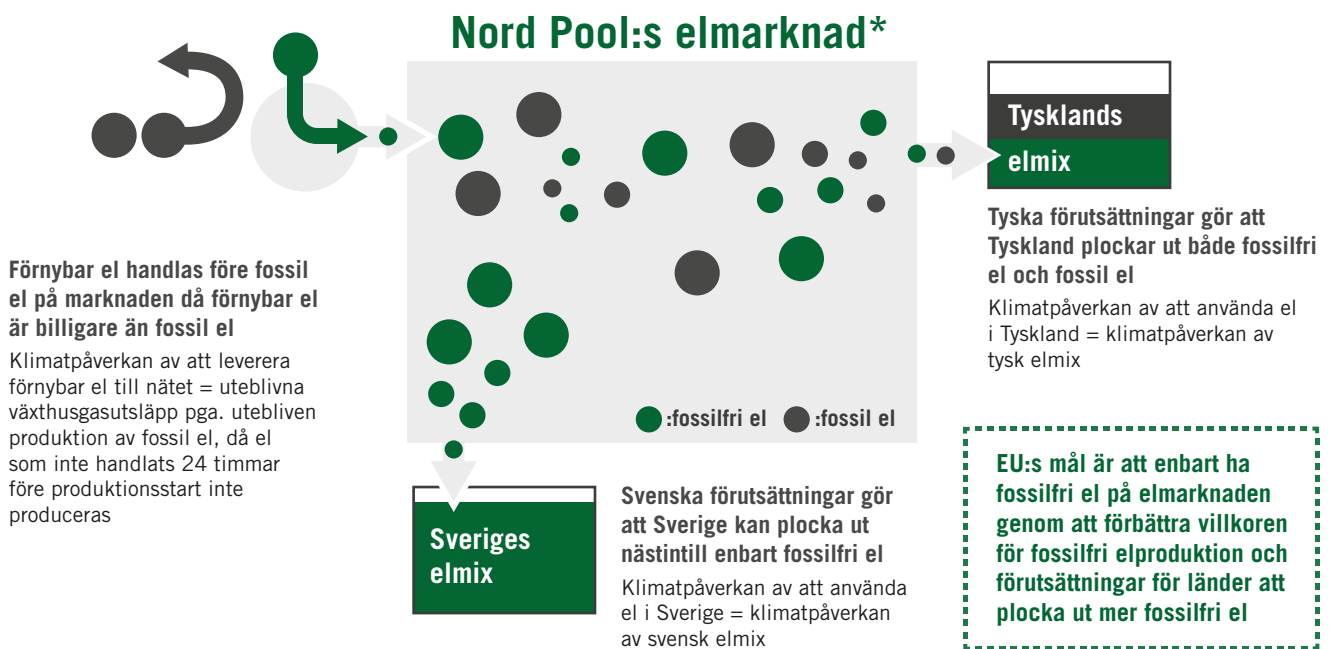 Nord Pool:s elmarknad*
Förnybar el handlas före fossil
el på marknaden då förnybar el
är billigare än fossil el
Klimatpåverkan av att leverera
förnybar el till nätet = uteblivna
växthusgasutsläpp pga. utebliven
produktion av fossil el, då el
som inte handlats 24 timmar
före produktionsstart inte
produceras
:fossilfri el
:fossil el
Sveriges
elmix
Svenska förutsättningar gör
att Sverige kan plocka ut
nästintill enbart fossilfri el
Klimatpåverkan av att använda
el i Sverige = klimatpåverkan
av svensk elmix
Tysklands
elmix
Tyska förutsättningar gör att
Tyskland plockar ut både fossilfri
el och fossil el
Klimatpåverkan av att använda el
i Tyskland = klimatpåverkan av
tysk elmix
EU:s mål är att enbart ha
fossilfri el på elmarknaden
genom att förbättra villkoren
för fossilfri elproduktion och
förutsättningar för länder att
plocka ut mer fossilfri el